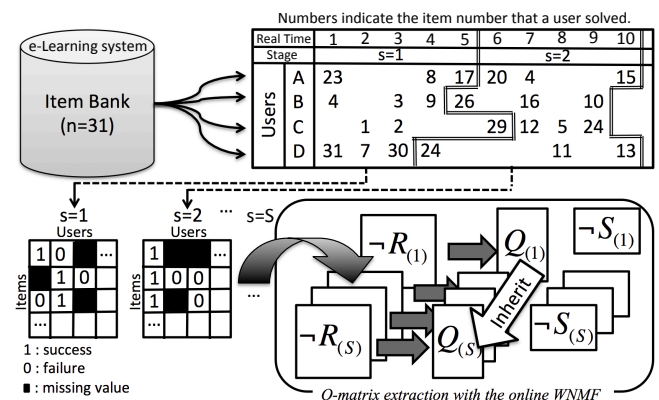 Numbers indicate the item number that a user solved.
e-Learning system
Item Bank
(n=31)
Real Time 1 2 3 4 5 6 7 8 9 10
Stage s=1 s=2
Users
A 23 8 17 20 4 15
B 4 3 9 26 16 10
C 1 2 29 12 5 24
D 31 7 30 24 11 13
s=1 s=2 ... s=S
Users Users
Items
1 0 ...
1 0
0 1
...
Items
1 ...
1 0 0
1 0
...
...
1 : success
0 : failure
■ : missing value
¬R(1) Q(1) ¬S(1)
Inherit
¬R(S) Q(S) ¬S(S)
Q-matrix extraction with the online WNMF